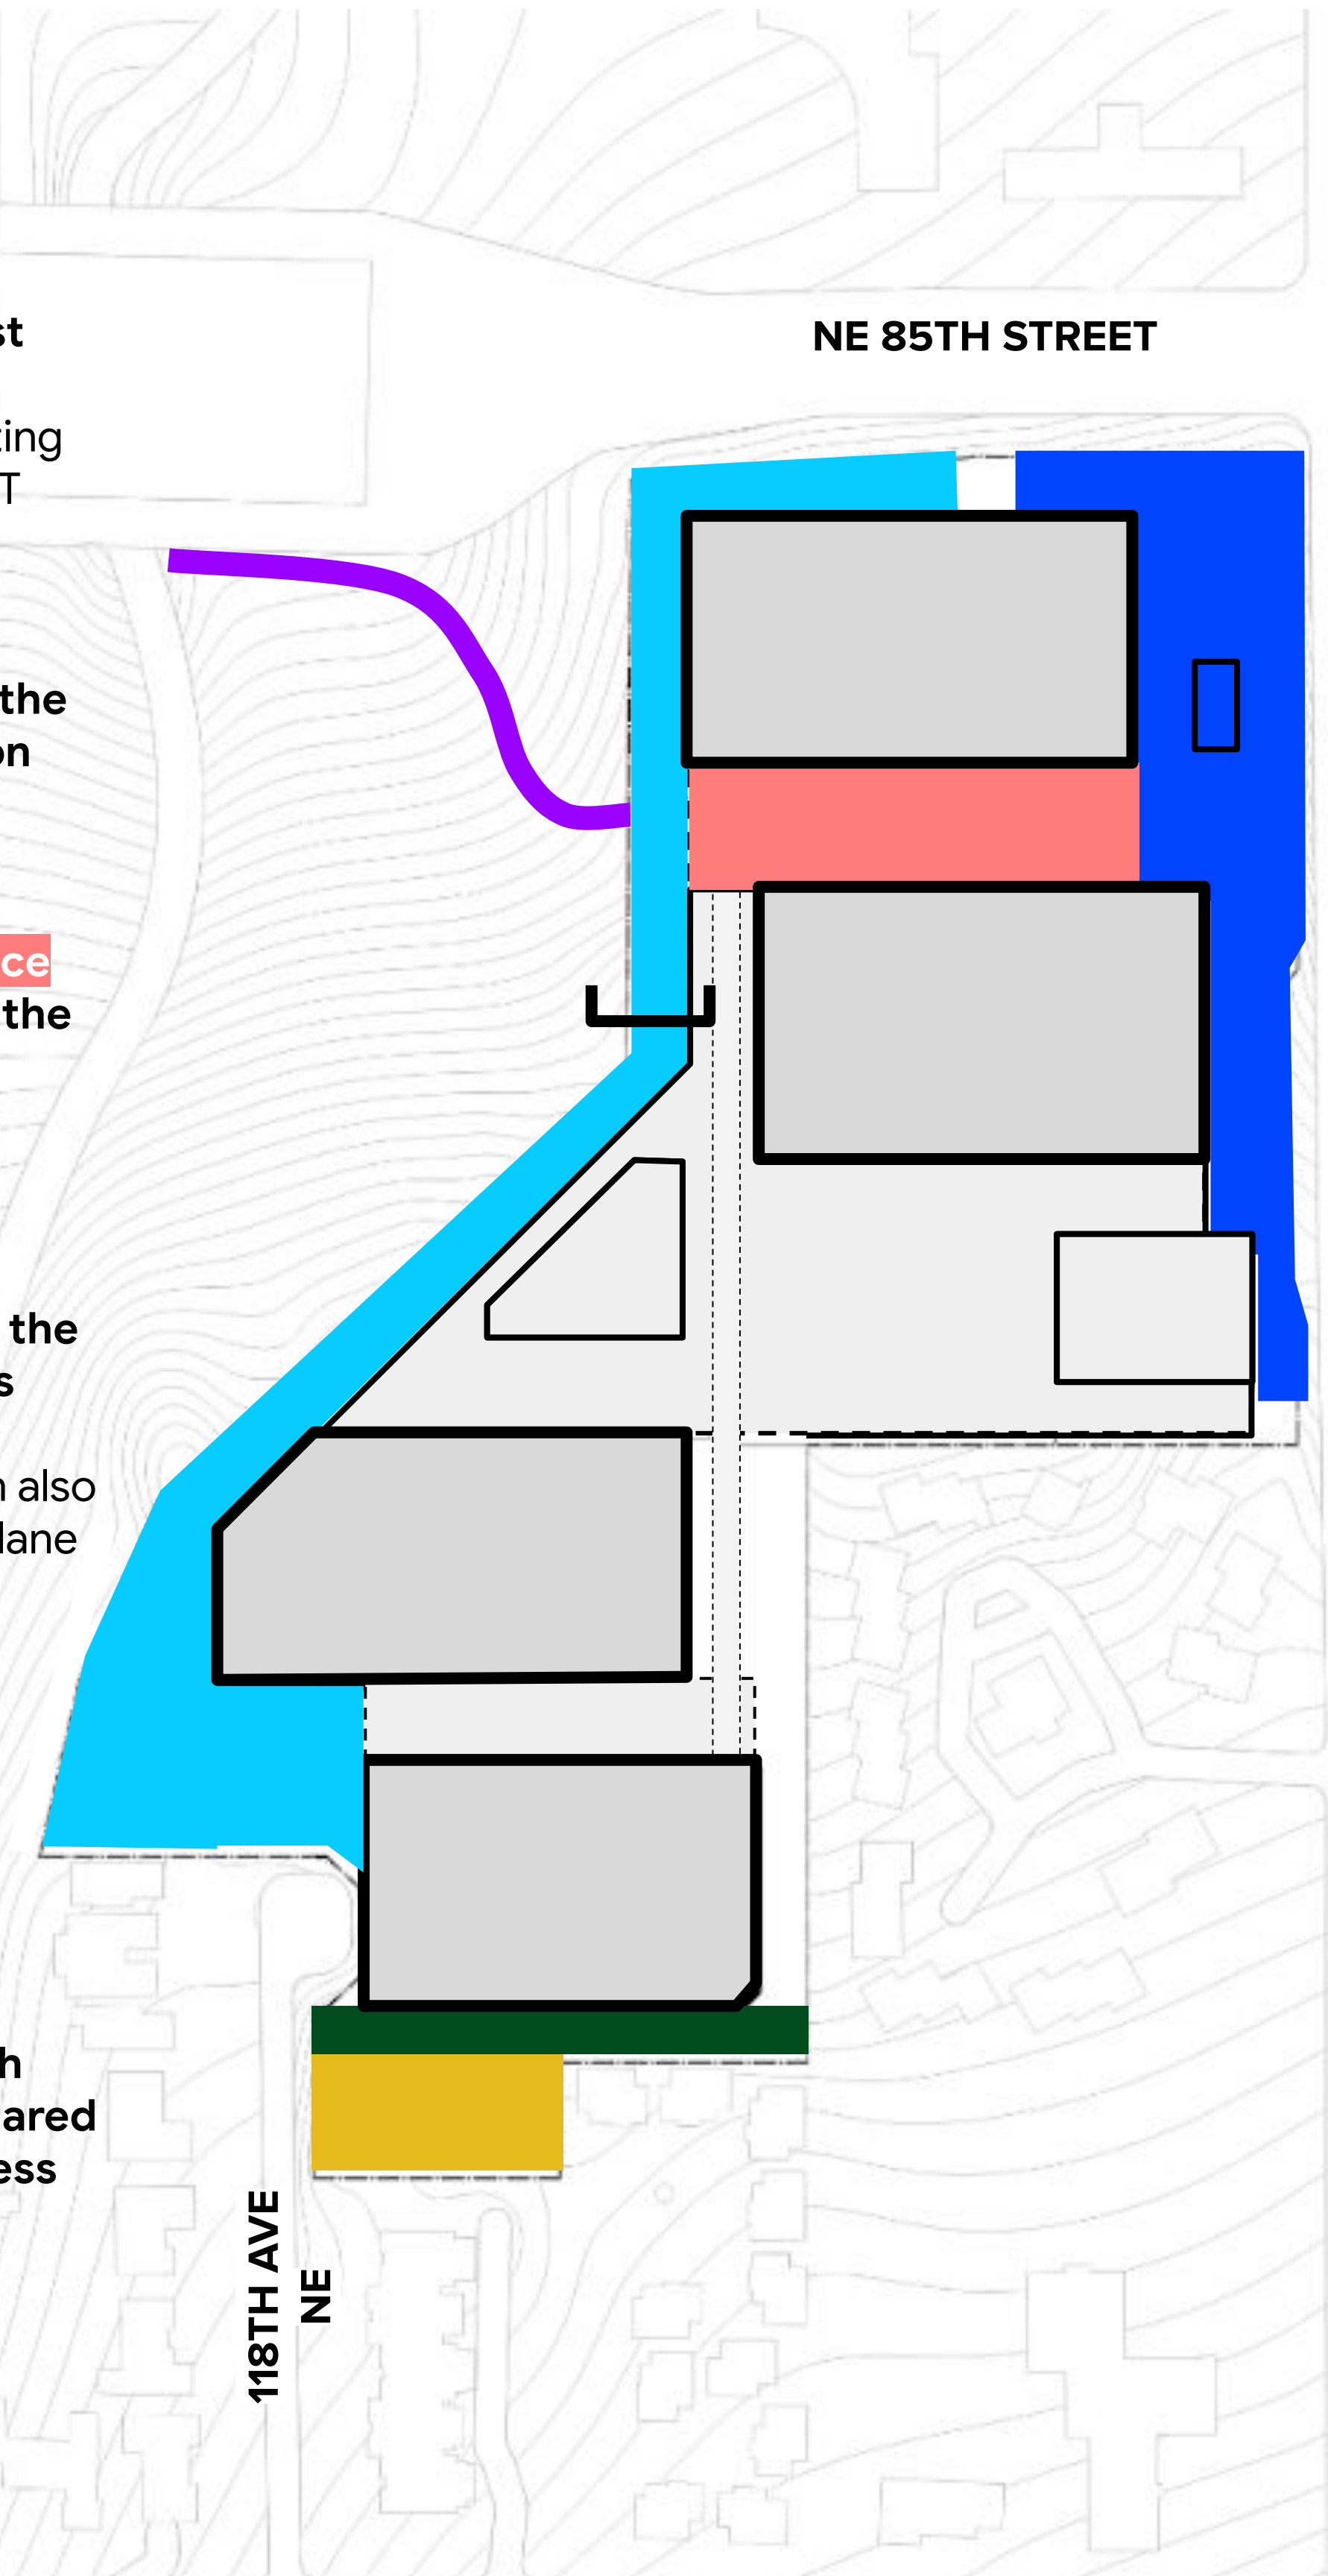 st
NE 85TH STREET
ting
T
the
on
ce
the
the
s
n also
lane
h
ared
ess
118TH AVE
NE